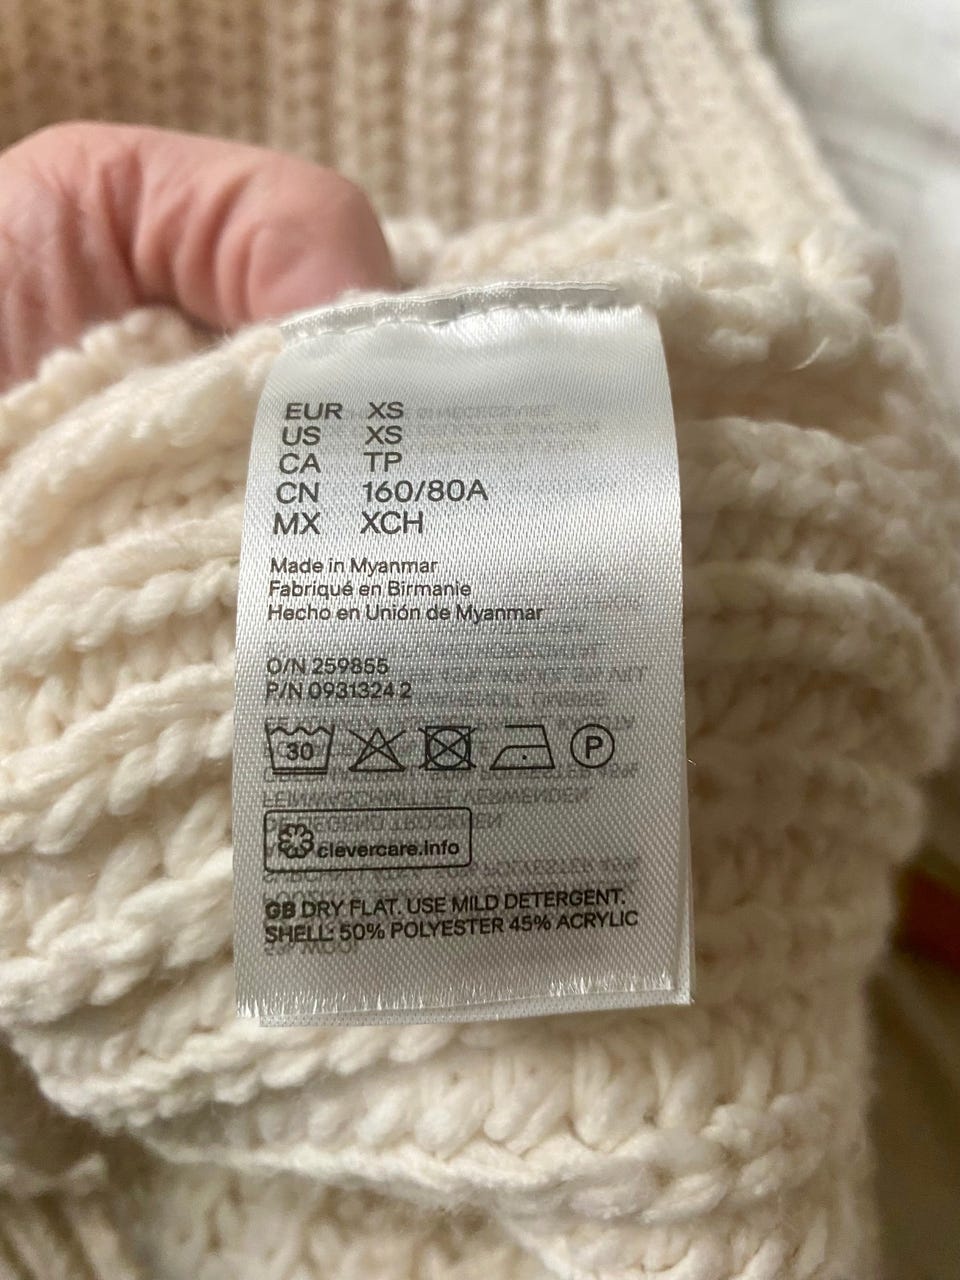 EUR XS
US XS
CA TP
CN 160/80A
MX XCH
Made in Myanmar
Fabriqué en Birmanie
Hecho en Unión de Myanmar
O/N 259855
P/N 0931324 2
30 P
clevercare.info
GB DRY FLAT. USE MILD DETERGENT.
SHELL: 50% POLYESTER 45% ACRYLIC